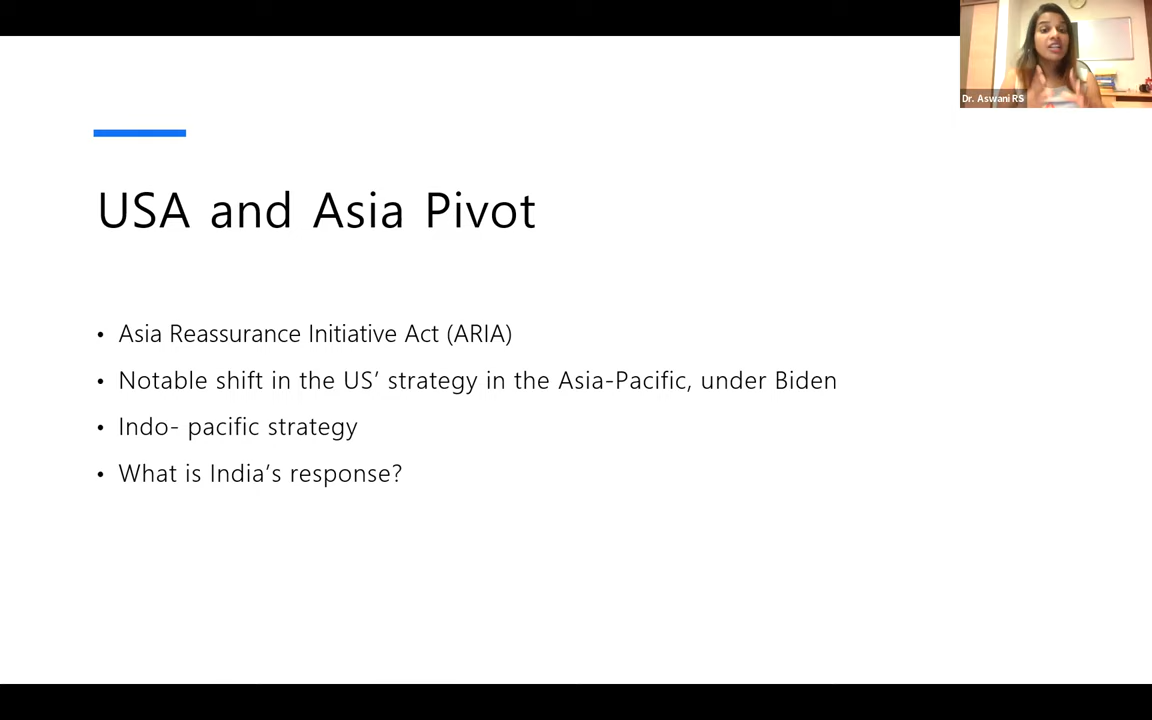 Dr. Aswani RS
USA and Asia Pivot
• Asia Reassurance Initiative Act (ARIA)
• Notable shift in the US’ strategy in the Asia-Pacific, under Biden
• Indo- pacific strategy
• What is India’s response?